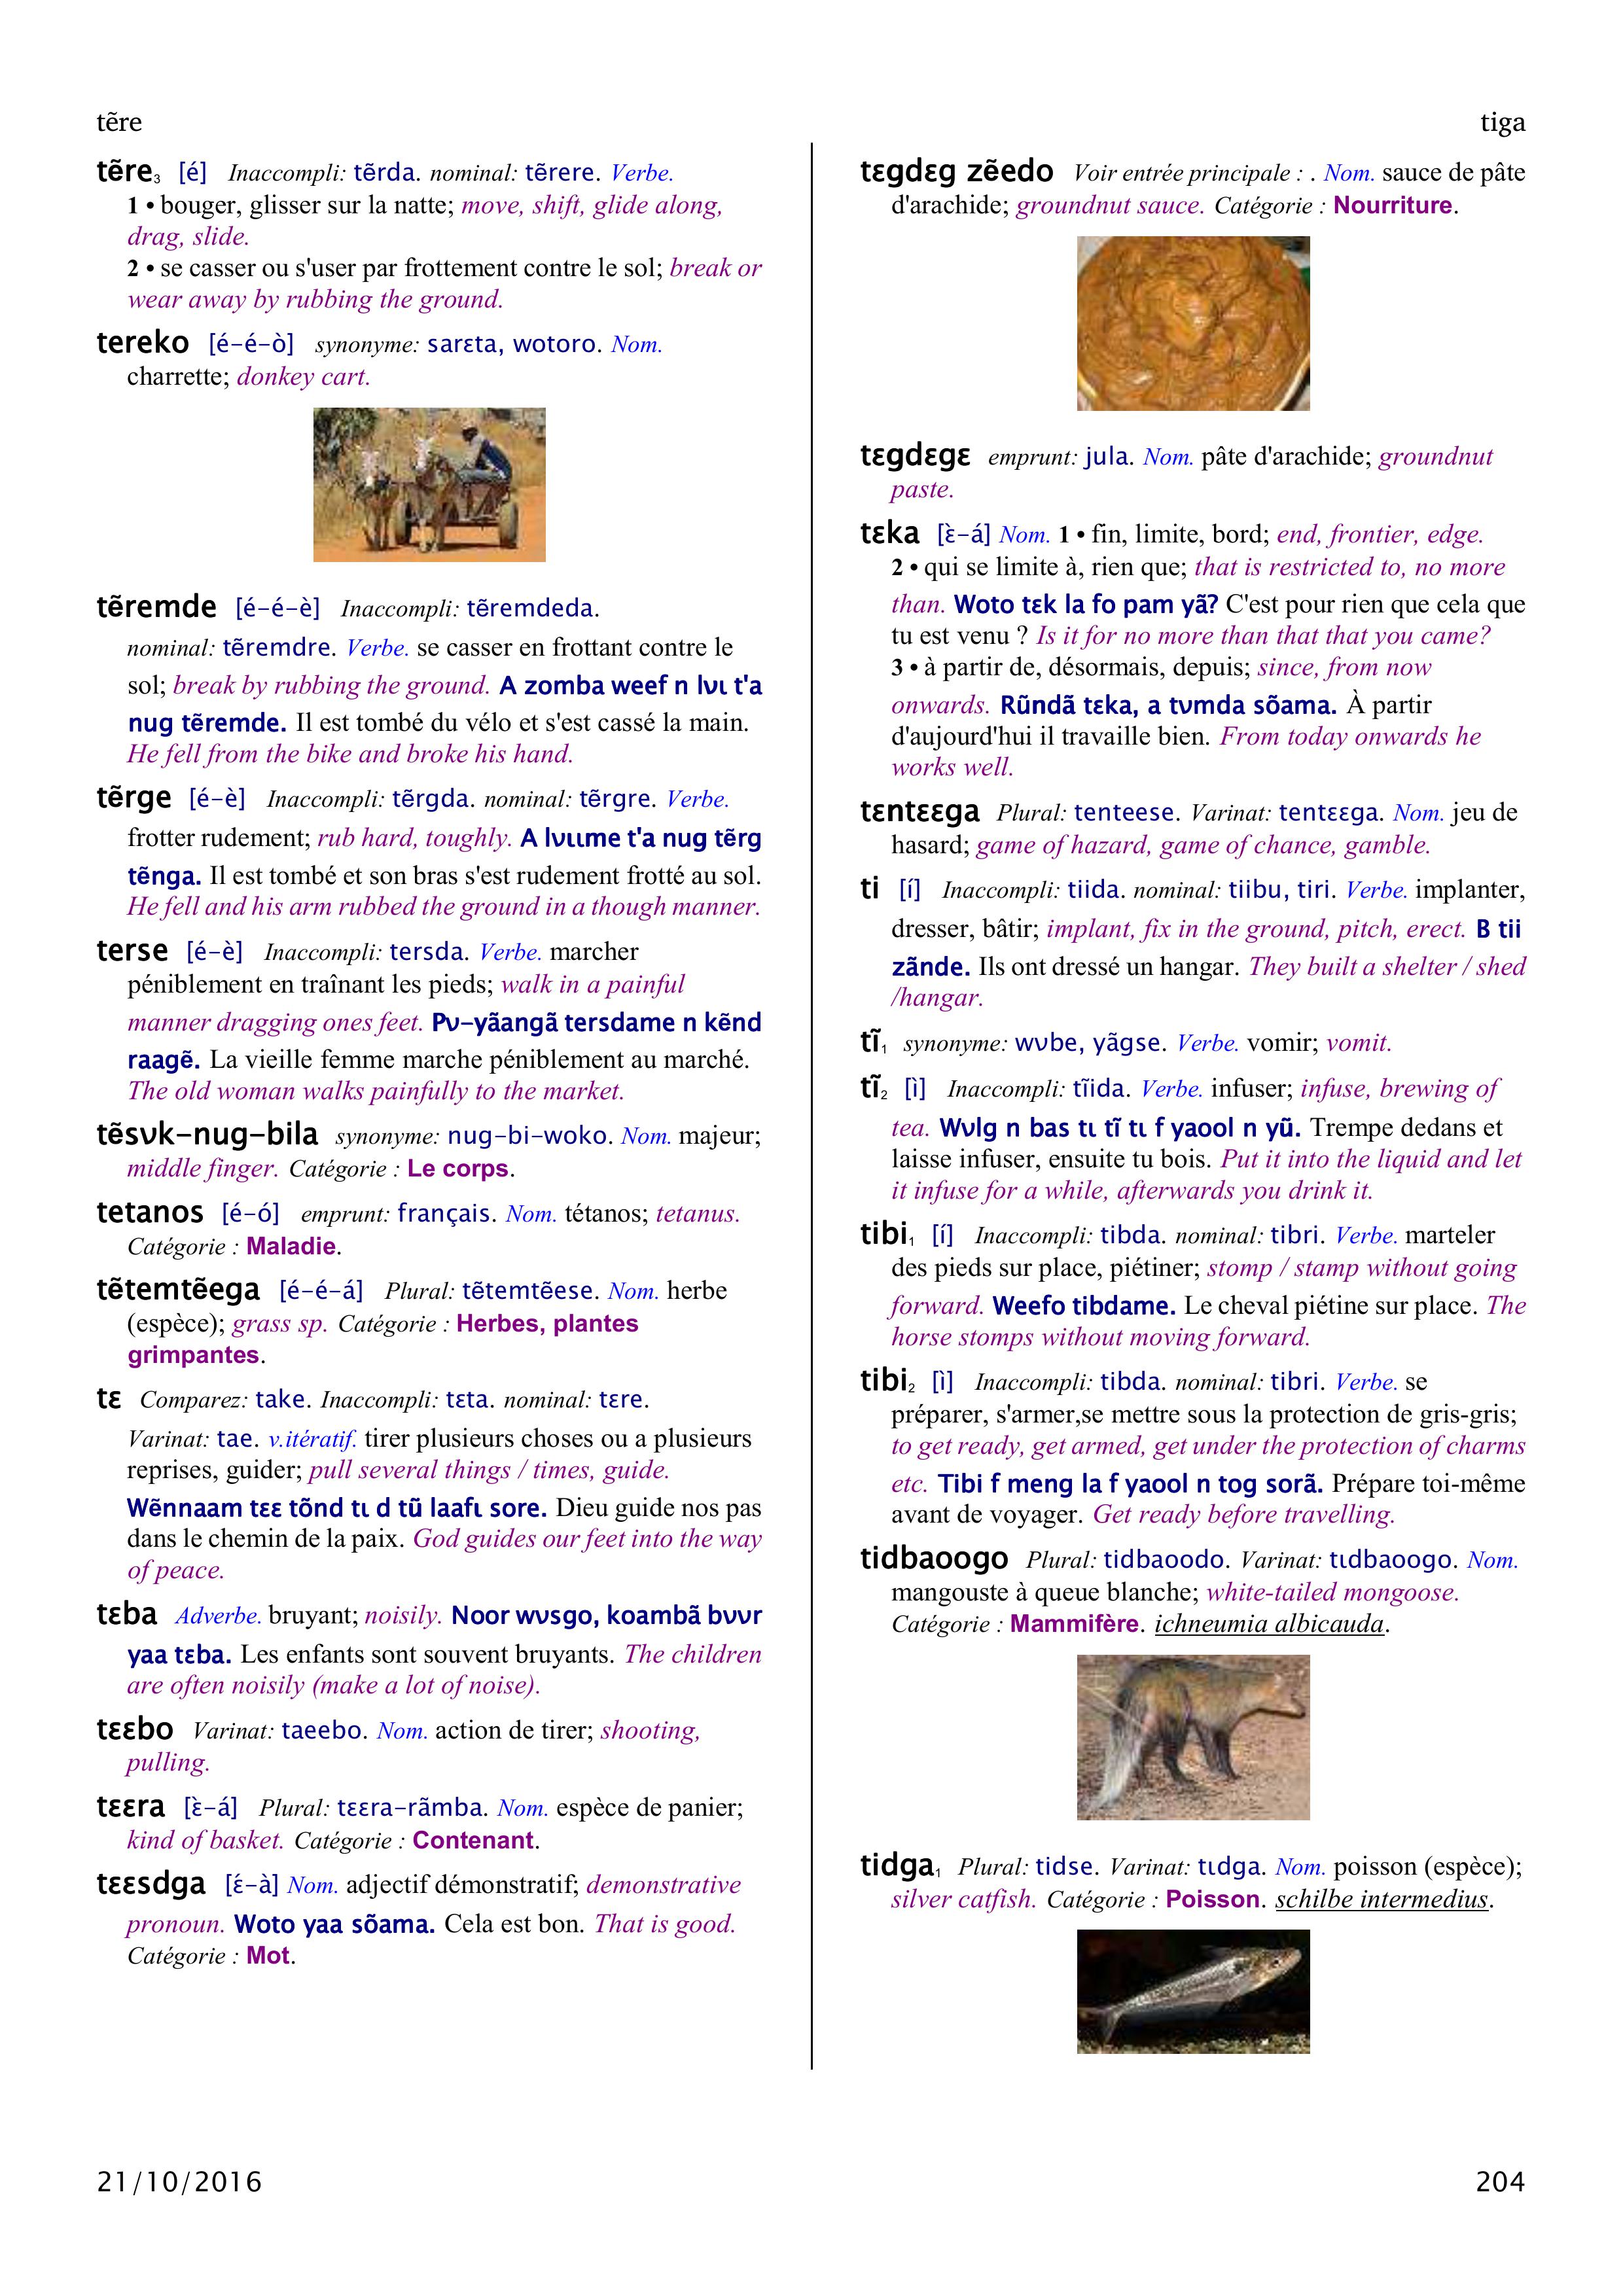 tẽre
tiga
tẽre₃ [é] Inaccompli: tẽrda. nominal: tẽrere. Verbe.
1 • bouger, glisser sur la natte; move, shift, glide along,
drag, slide.
2 • se casser ou s'user par frottement contre le sol; break or
wear away by rubbing the ground.
tereko [é–é–ò] synonyme: sarɛta, wotoro. Nom.
charrette; donkey cart.
tẽremde [é–é–è] Inaccompli: tẽremdeda.
nominal: tẽremdre. Verbe. se casser en frottant contre le
sol; break by rubbing the ground. A zomba weef n lʋɩ t'a
nug tẽremde. Il est tombé du vélo et s'est cassé la main.
He fell from the bike and broke his hand.
tẽrge [é–è] Inaccompli: tẽrgda. nominal: tẽrgre. Verbe.
frotter rudement; rub hard, toughly. A lʋɩɩme t'a nug tẽrg
tẽnga. Il est tombé et son bras s'est rudement frotté au sol.
He fell and his arm rubbed the ground in a though manner.
terse [é–è] Inaccompli: tersda. Verbe. marcher
péniblement en traînant les pieds; walk in a painful
manner dragging ones feet. Pʋ–yãangã tersdame n kẽnd
raagẽ. La vieille femme marche péniblement au marché.
The old woman walks painfully to the market.
tẽsʋk–nug–bila synonyme: nug–bi–woko. Nom. majeur;
middle finger. Catégorie : Le corps.
tetanos [é–ó] emprunt: français. Nom. tétanos; tetanus.
Catégorie : Maladie.
tẽtemtẽega [é–é–á] Plural: tẽtemtẽese. Nom. herbe
(espèce); grass sp. Catégorie : Herbes, plantes
grimpantes.
tɛ Comparez: take. Inaccompli: tɛta. nominal: tɛre.
Varinat: tae. v.itératif. tirer plusieurs choses ou a plusieurs
reprises, guider; pull several things / times, guide.
Wẽnnaam tɛɛ tõnd tɩ d tũ laafɩ sore. Dieu guide nos pas
dans le chemin de la paix. God guides our feet into the way
of peace.
tɛba Adverbe. bruyant; noisily. Noor wʋsgo, koambã bʋʋr
yaa tɛba. Les enfants sont souvent bruyants. The children
are often noisily (make a lot of noise).
tɛɛbo Varinat: taeebo. Nom. action de tirer; shooting,
pulling.
tɛɛra [ɛ̀–á] Plural: tɛɛra–rãmba. Nom. espèce de panier;
kind of basket. Catégorie : Contenant.
tɛɛsdga [ɛ́–à] Nom. adjectif démonstratif; demonstrative
pronoun. Woto yaa sõama. Cela est bon. That is good.
Catégorie : Mot.
tɛgdɛg zẽedo Voir entrée principale : . Nom. sauce de pâte
d'arachide; groundnut sauce. Catégorie : Nourriture.
tɛgdɛgɛ emprunt: jula. Nom. pâte d'arachide; groundnut
paste.
tɛka [ɛ̀–á] Nom. 1 • fin, limite, bord; end, frontier, edge.
2 • qui se limite à, rien que; that is restricted to, no more
than. Woto tɛk la fo pam yã? C'est pour rien que cela que
tu est venu ? Is it for no more than that that you came?
3 • à partir de, désormais, depuis; since, from now
onwards. Rũndã tɛka, a tʋmda sõama. À partir
d'aujourd'hui il travaille bien. From today onwards he
works well.
tɛntɛɛga Plural: tenteese. Varinat: tentɛɛga. Nom. jeu de
hasard; game of hazard, game of chance, gamble.
ti [í] Inaccompli: tiida. nominal: tiibu, tiri. Verbe. implanter,
dresser, bâtir; implant, fix in the ground, pitch, erect. B tii
zãnde. Ils ont dressé un hangar. They built a shelter / shed
/hangar.
tĩ₁ synonyme: wʋbe, yãgse. Verbe. vomir; vomit.
tĩ₂ [ì] Inaccompli: tĩida. Verbe. infuser; infuse, brewing of
tea. Wʋlg n bas tɩ tĩ tɩ f yaool n yũ. Trempe dedans et
laisse infuser, ensuite tu bois. Put it into the liquid and let
it infuse for a while, afterwards you drink it.
tibi₁ [í] Inaccompli: tibda. nominal: tibri. Verbe. marteler
des pieds sur place, piétiner; stomp / stamp without going
forward. Weefo tibdame. Le cheval piétine sur place. The
horse stomps without moving forward.
tibi₂ [ì] Inaccompli: tibda. nominal: tibri. Verbe. se
préparer, s'armer,se mettre sous la protection de gris-gris;
to get ready, get armed, get under the protection of charms
etc. Tibi f meng la f yaool n tog sorã. Prépare toi-même
avant de voyager. Get ready before travelling.
tidbaoogo Plural: tidbaoodo. Varinat: tɩdbaoogo. Nom.
mangouste à queue blanche; white-tailed mongoose.
Catégorie : Mammifère. ichneumia albicauda.
tidga₁ Plural: tidse. Varinat: tɩdga. Nom. poisson (espèce);
silver catfish. Catégorie : Poisson. schilbe intermedius.
21/10/2016
204